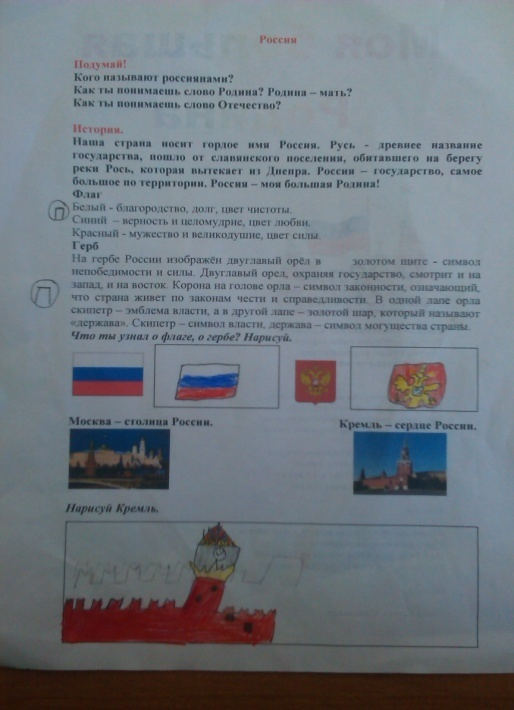 Россия
Подумай!
Кого называют россиянами?
Как ты понимаешь слово Родина? Родина – мать?
Как ты понимаешь слово Отечество?
История.
Наша страна носит гордое имя Россия. Русь - древнее название
государства, пошло от славянского поселения, обитавшего на берегу
реки Рось, которая вытекает из Днепра. Россия – государство, самое
большое по территории. Россия – моя большая Родина!
Флаг
П Белый - благородство, долг, цвет чистоты.
Синий – верность и целомудрие, цвет любви.
Красный - мужество и великодушие, цвет силы.
Герб
На гербе России изображён двуглавый орёл в золотом щите - символ
непобедимости и силы. Двуглавый орел, охраняя государство, смотрит и на
П запад, и на восток. Корона на голове орла – символ законности, означающий,
что страна живет по законам чести и справедливости. В одной лапе орла
скипетр – эмблема власти, а в другой лапе – золотой шар, который называют
«держава». Скипетр – символ власти, держава – символ могущества страны.
Что ты узнал о флаге, о гербе? Нарисуй.
Москва – столица России.
Кремль – сердце России.
Нарисуй Кремль.